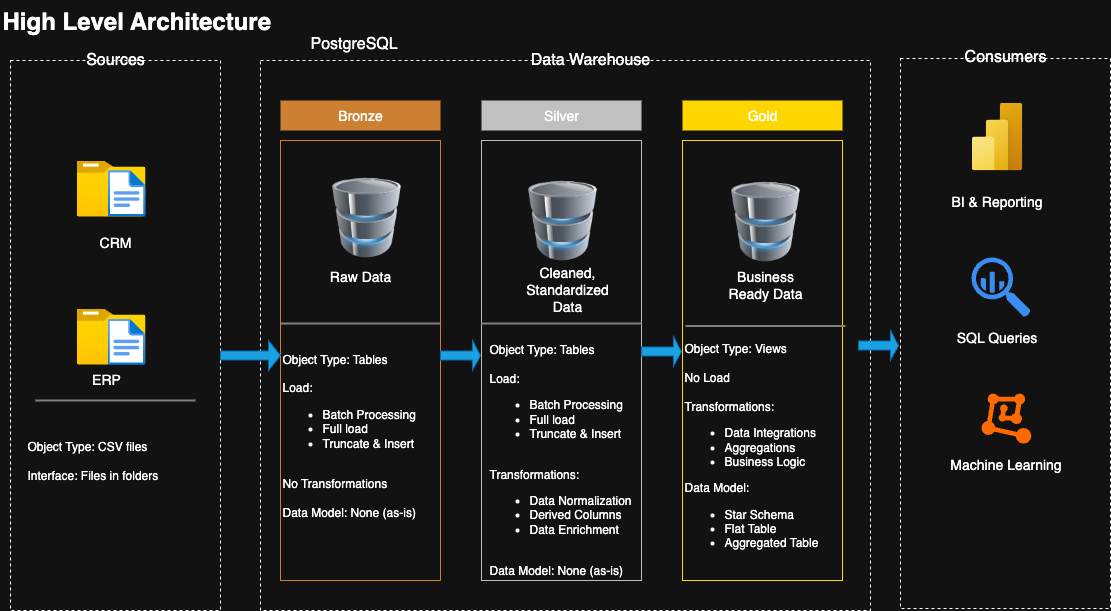 High Level Architecture
PostgreSQL
Sources
Data Warehouse
Consumers
CRM
ERP
Object Type: CSV files
Interface: Files in folders
Bronze
Raw Data
Object Type: Tables
Load:
• Batch Processing
• Full load
• Truncate & Insert
No Transformations
Data Model: None (as-is)
Silver
Cleaned,
Standardized
Data
Object Type: Tables
Load:
• Batch Processing
• Full load
• Truncate & Insert
Transformations:
• Data Normalization
• Derived Columns
• Data Enrichment
Data Model: None (as-is)
Gold
Business
Ready Data
Object Type: Views
No Load
Transformations:
• Data Integrations
• Aggregations
• Business Logic
Data Model:
• Star Schema
• Flat Table
• Aggregated Table
BI & Reporting
SQL Queries
Machine Learning